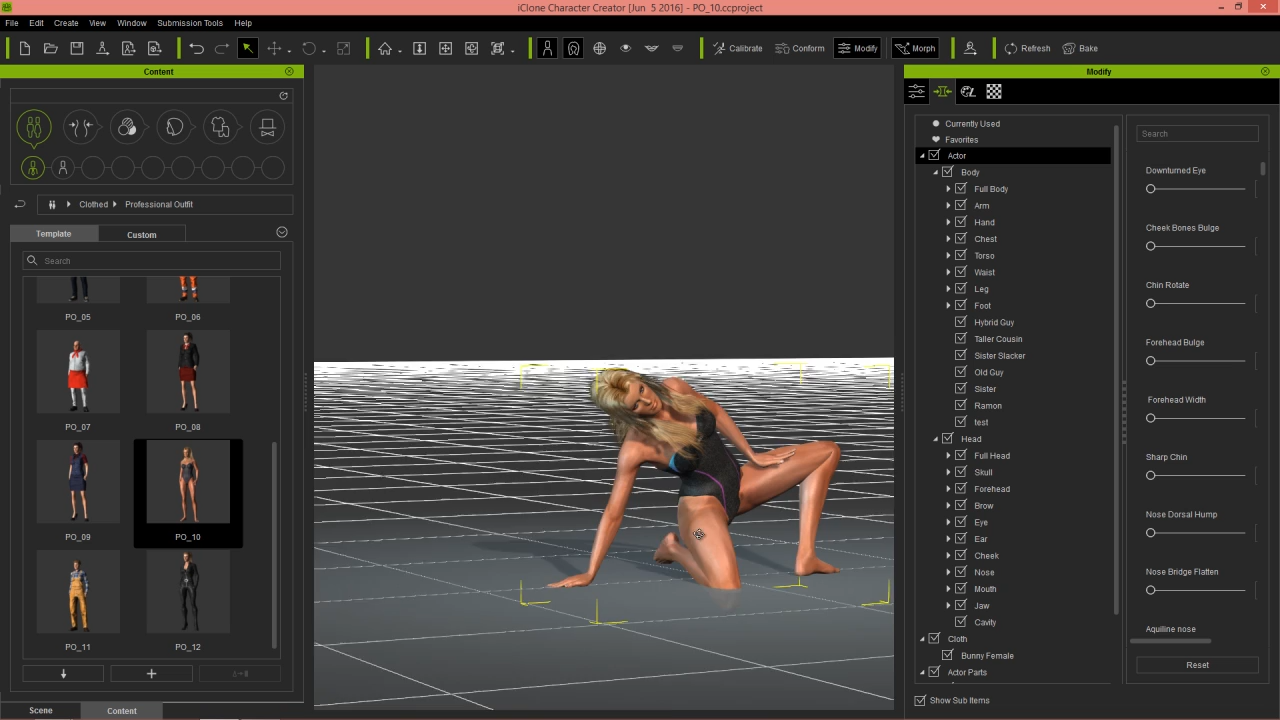 iClone Character Creator [Jun  5 2016] - PO_10.ccproject
File Edit Create View Window Submission Tools Help
Calibrate Conform Modify Morph Refresh Bake
Content
Clothed Professional Outfit
Template Custom
Search
PO_05 PO_06
PO_07 PO_08
PO_09 PO_10
PO_11 PO_12
Scene Content
Modify
Currently Used
Favorites
Actor
Body
Full Body
Arm
Hand
Chest
Torso
Waist
Leg
Foot
Hybrid Guy
Taller Cousin
Sister Slacker
Old Guy
Sister
Ramon
test
Head
Full Head
Skull
Forehead
Brow
Eye
Ear
Cheek
Nose
Mouth
Jaw
Cavity
Cloth
Bunny Female
Actor Parts
Show Sub Items
Search
Downturned Eye
Cheek Bones Bulge
Chin Rotate
Forehead Bulge
Forehead Width
Sharp Chin
Nose Dorsal Hump
Nose Bridge Flatten
Aquiline nose
Reset